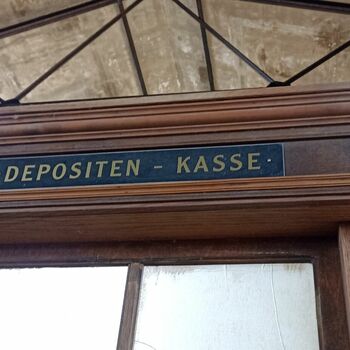 DEPOSITEN - KASSE ·